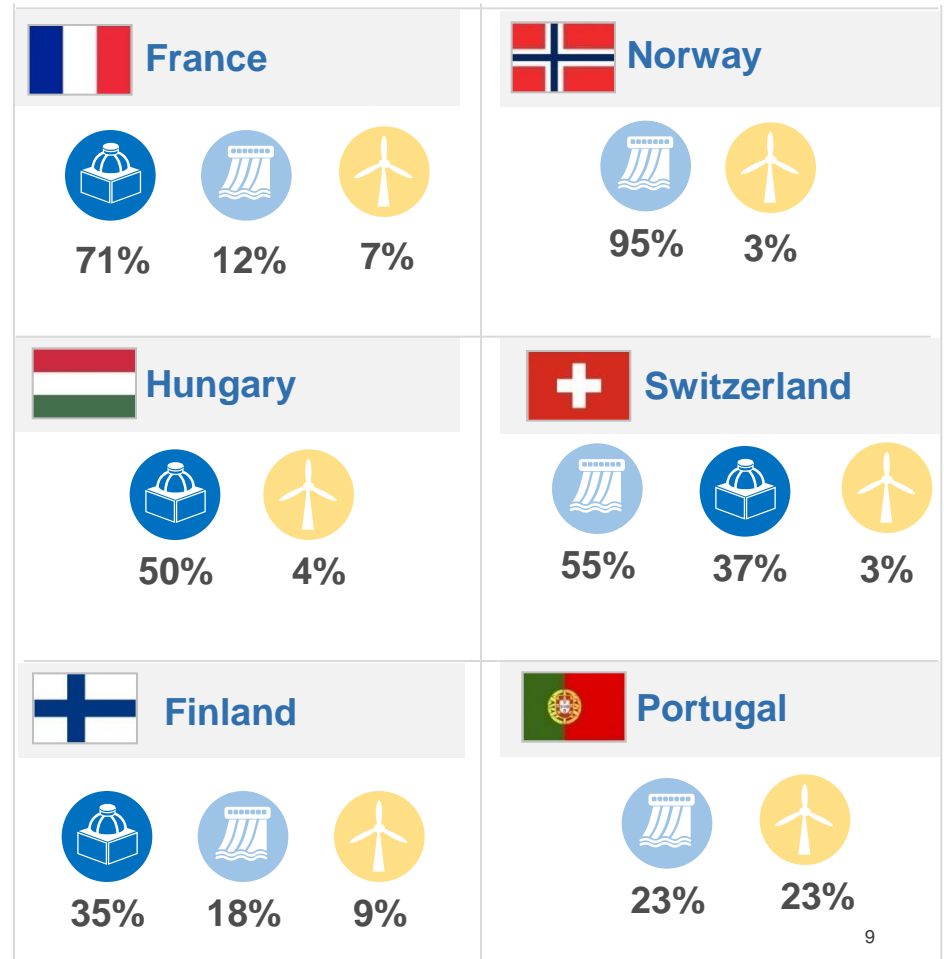 France
71% 12% 7%
Norway
95% 3%
Hungary
50% 4%
Switzerland
55% 37% 3%
Finland
35% 18% 9%
Portugal
23% 23%
9